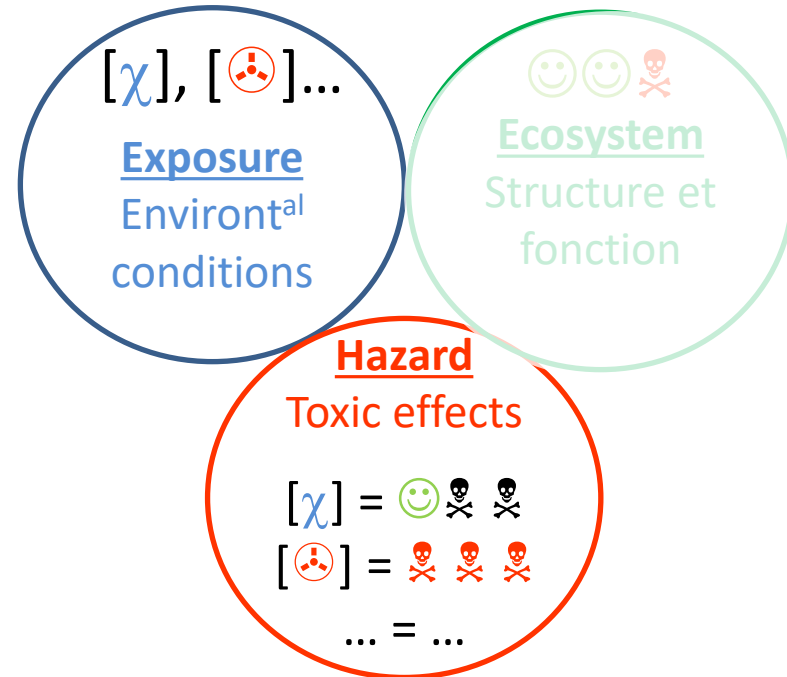 [χ], [☢]...
Exposure
Environtal
conditions
☺☺☠
Ecosystem
Structure et
fonction
Hazard
Toxic effects
[χ] = ☺☠ ☠
[☢] = ☠ ☠ ☠
... = ...